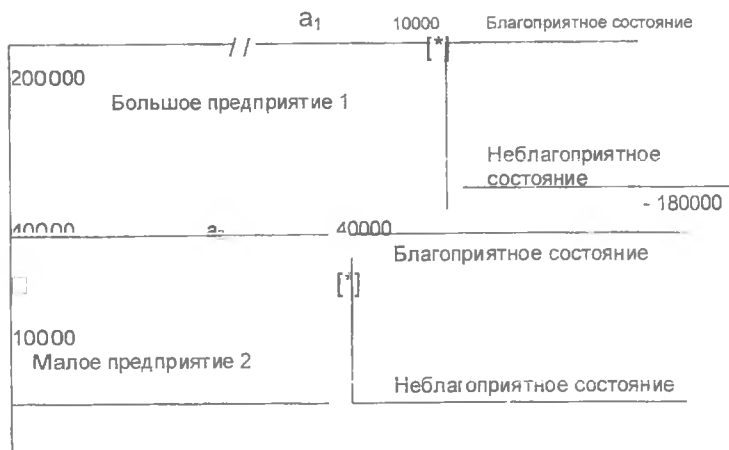 a₁ 10000 Благоприятное состояние
//
[*]
200000
Большое предприятие 1
Неблагоприятное
состояние
- 180000
40000 a₂ 40000
Благоприятное состояние
[*]
10000
Малое предприятие 2
Неблагоприятное состояние